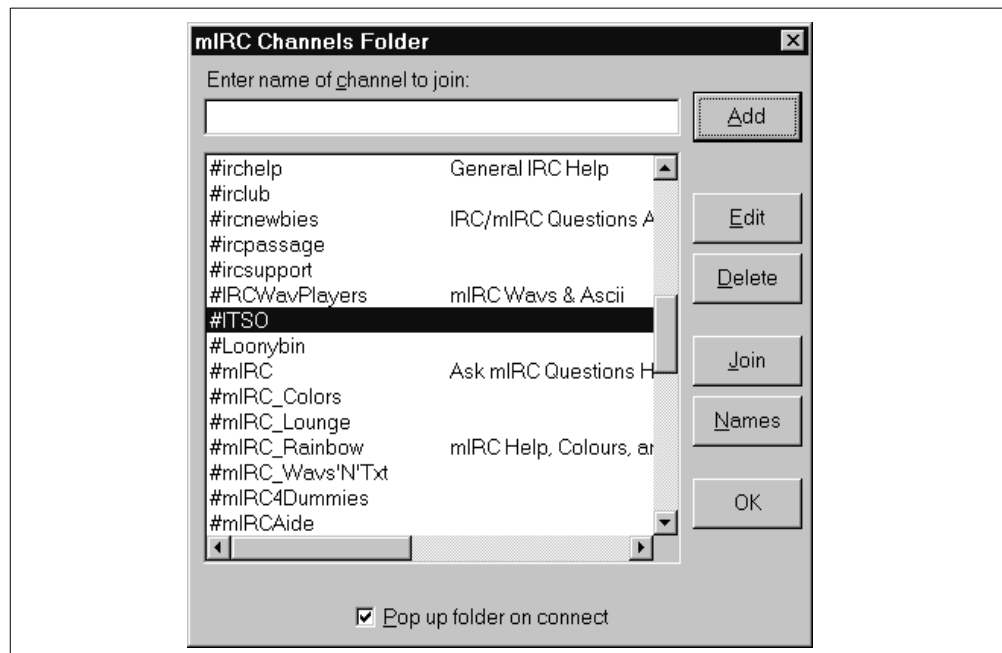 mIRC Channels Folder
Enter name of channel to join:
Add
#irchelp General IRC Help
#irclub
#ircnewbies IRC/mIRC Questions A
#ircpassage
#ircsupport
#IRCWavPlayers mIRC Wavs & Ascii
#ITSO
#Loonybin
#mIRC Ask mIRC Questions H
#mIRC_Colors
#mIRC_Lounge
#mIRC_Rainbow mIRC Help, Colours, ar
#mIRC_Wavs'N'Txt
#mIRC4Dummies
#mIRCAide
Edit
Delete
Join
Names
OK
Pop up folder on connect